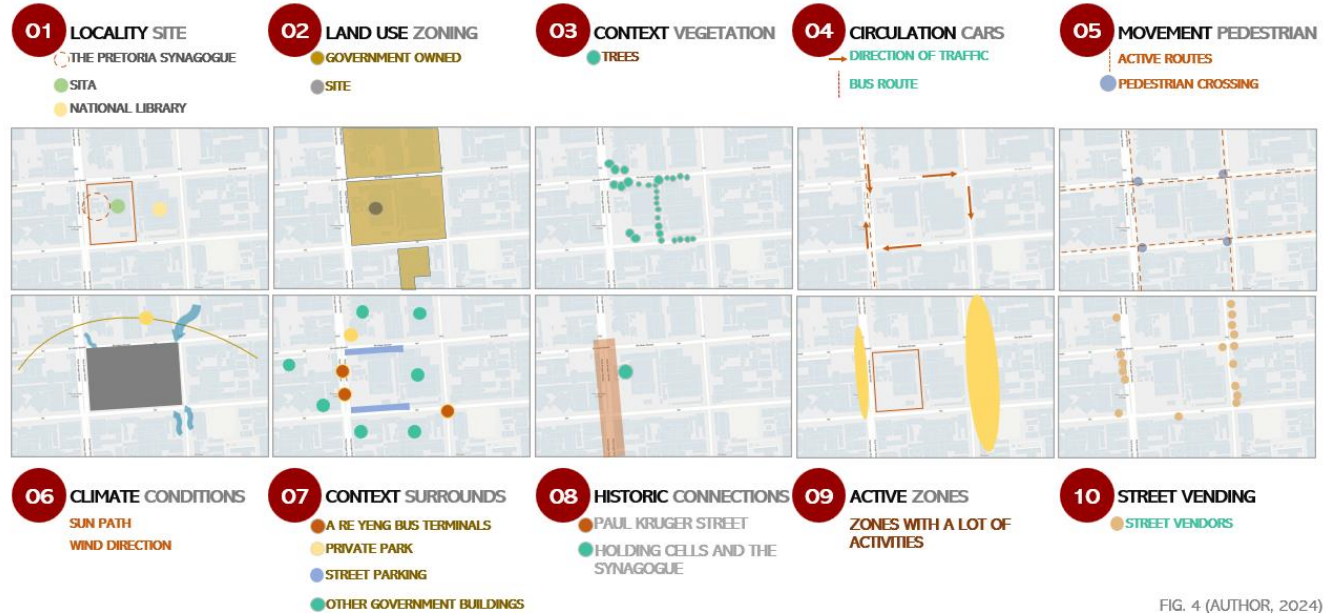 01 LOCALITY SITE
THE PRETORIA SYNAGOGUE
SITA
NATIONAL LIBRARY
02 LAND USE ZONING
GOVERNMENT OWNED
SITE
03 CONTEXT VEGETATION
TREES
04 CIRCULATION CARS
DIRECTION OF TRAFFIC
BUS ROUTE
05 MOVEMENT PEDESTRIAN
ACTIVE ROUTES
PEDESTRIAN CROSSING
06 CLIMATE CONDITIONS
SUN PATH
WIND DIRECTION
07 CONTEXT SURROUNDS
A RE YENG BUS TERMINALS
PRIVATE PARK
STREET PARKING
OTHER GOVERNMENT BUILDINGS
08 HISTORIC CONNECTIONS
PAUL KRUGER STREET
HOLDING CELLS AND THE
SYNAGOGUE
09 ACTIVE ZONES
ZONES WITH A LOT OF
ACTIVITIES
10 STREET VENDING
STREET VENDORS
FIG. 4 (AUTHOR, 2024)